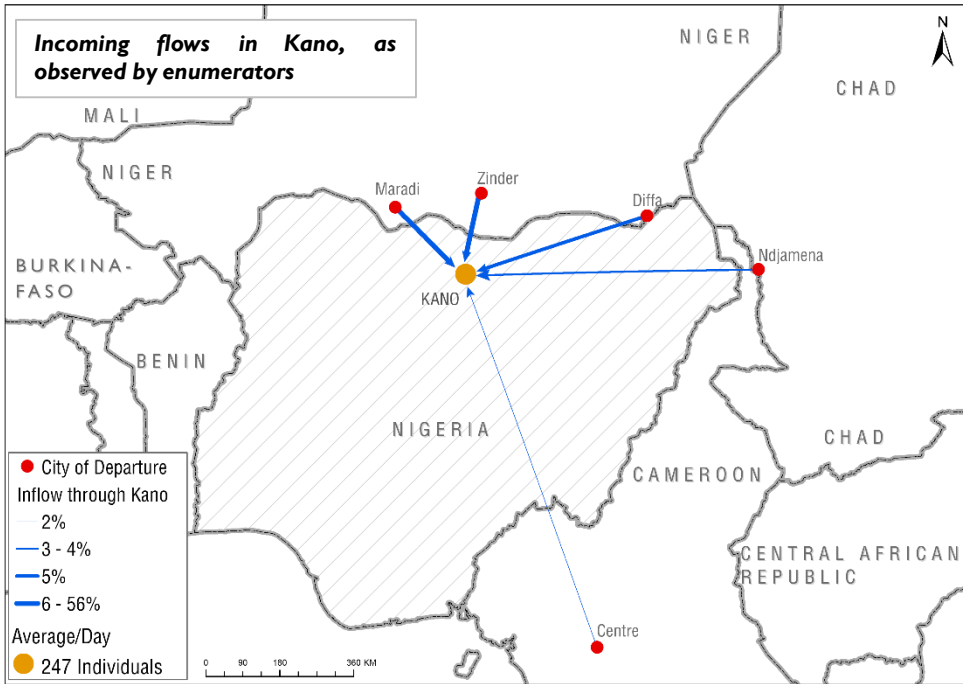 Incoming flows in Kano, as
observed by enumerators
N
NIGER
CHAD
MALI
NIGER
Maradi
Zinder
Diffa
Ndjamena
BURKINA-
FASO
KANO
BENIN
NIGERIA
CHAD
CAMEROON
CENTRAL AFRICAN
REPUBLIC
Centre
City of Departure
Inflow through Kano
2%
3 - 4%
5%
6 - 56%
Average/Day
247 Individuals
0 90 180 360 KM